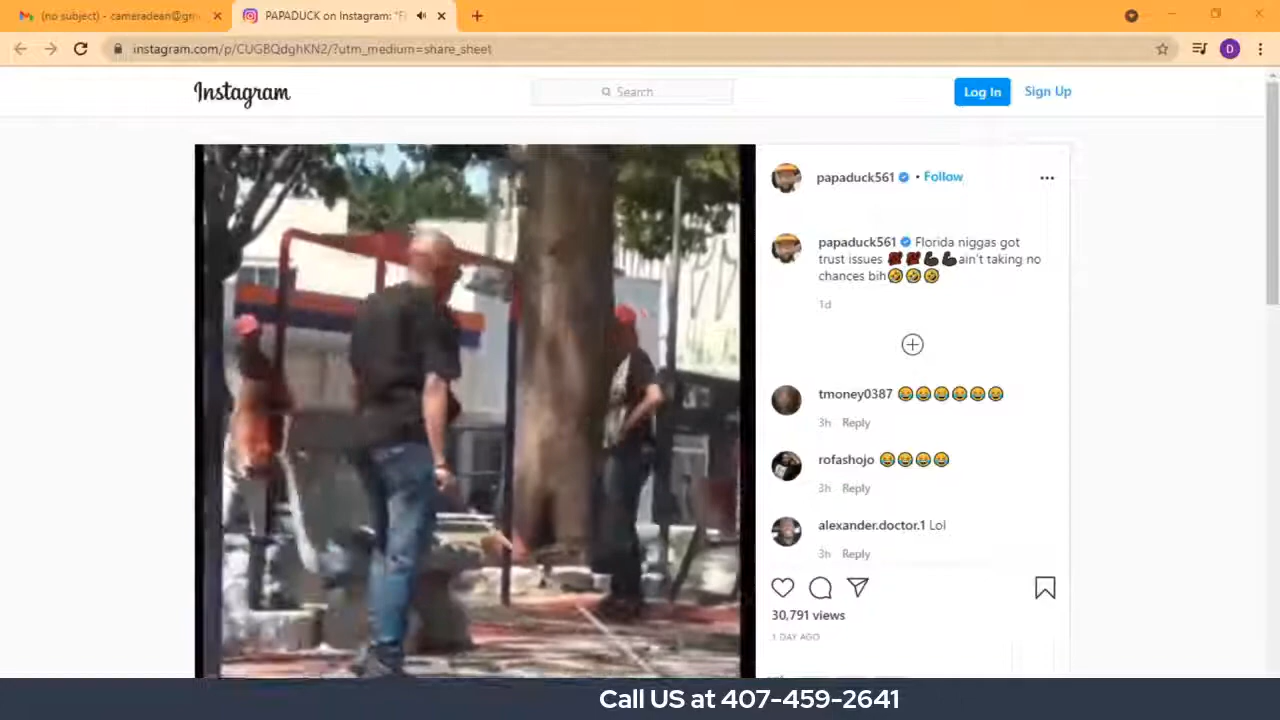 (no subject) - cameradean@gm
PAPADUCK on Instagram: "F
instagram.com/p/CUGBQdghKN2/?utm_medium=share_sheet
D
Instagram
Search
Log In
Sign Up
papaduck561 • Follow
papaduck561 Florida niggas got
trust issues 💯💯💪🏿💪🏿ain't taking no
chances bih🤣🤣🤣
1d
tmoney0387 😂😂😂😂😂😂
3h Reply
rofashojo 😂😂😂😂
3h Reply
alexander.doctor.1 Lol
3h Reply
30,791 views
1 DAY AGO
Call US at 407-459-2641